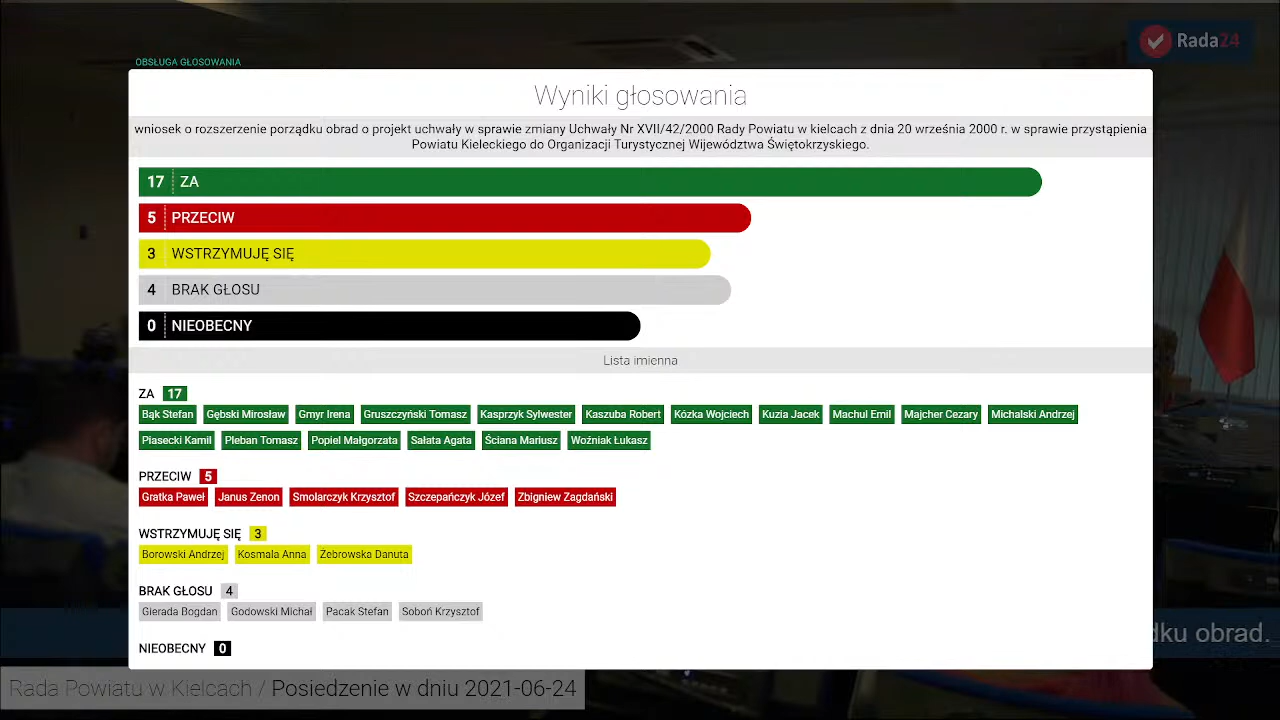 Rada24
OBSŁUGA GŁOSOWANIA
Wyniki głosowania
wniosek o rozszerzenie porządku obrad o projekt uchwały w sprawie zmiany Uchwały Nr XVII/42/2000 Rady Powiatu w kielcach z dnia 20 września 2000 r. w sprawie przystąpienia
Powiatu Kieleckiego do Organizacji Turystycznej Wijewództwa Świętokrzyskiego.
17 ZA
5 PRZECIW
3 WSTRZYMUJĘ SIĘ
4 BRAK GŁOSU
0 NIEOBECNY
Lista imienna
ZA 17
Bąk Stefan Gębski Mirosław Gmyr Irena Gruszczyński Tomasz Kasprzyk Sylwester Kaszuba Robert Kózka Wojciech Kuzia Jacek Machul Emil Majcher Cezary Michalski Andrzej
Piasecki Kamil Pleban Tomasz Popiel Małgorzata Sałata Agata Ściana Mariusz Woźniak Łukasz
PRZECIW 5
Gratka Paweł Janus Zenon Smolarczyk Krzysztof Szczepańczyk Józef Zbigniew Zagdański
WSTRZYMUJĘ SIĘ 3
Borowski Andrzej Kosmala Anna Żebrowska Danuta
BRAK GŁOSU 4
Gierada Bogdan Godowski Michał Pacak Stefan Soboń Krzysztof
NIEOBECNY 0
dku obrad.
Rada Powiatu w Kielcach / Posiedzenie w dniu 2021-06-24